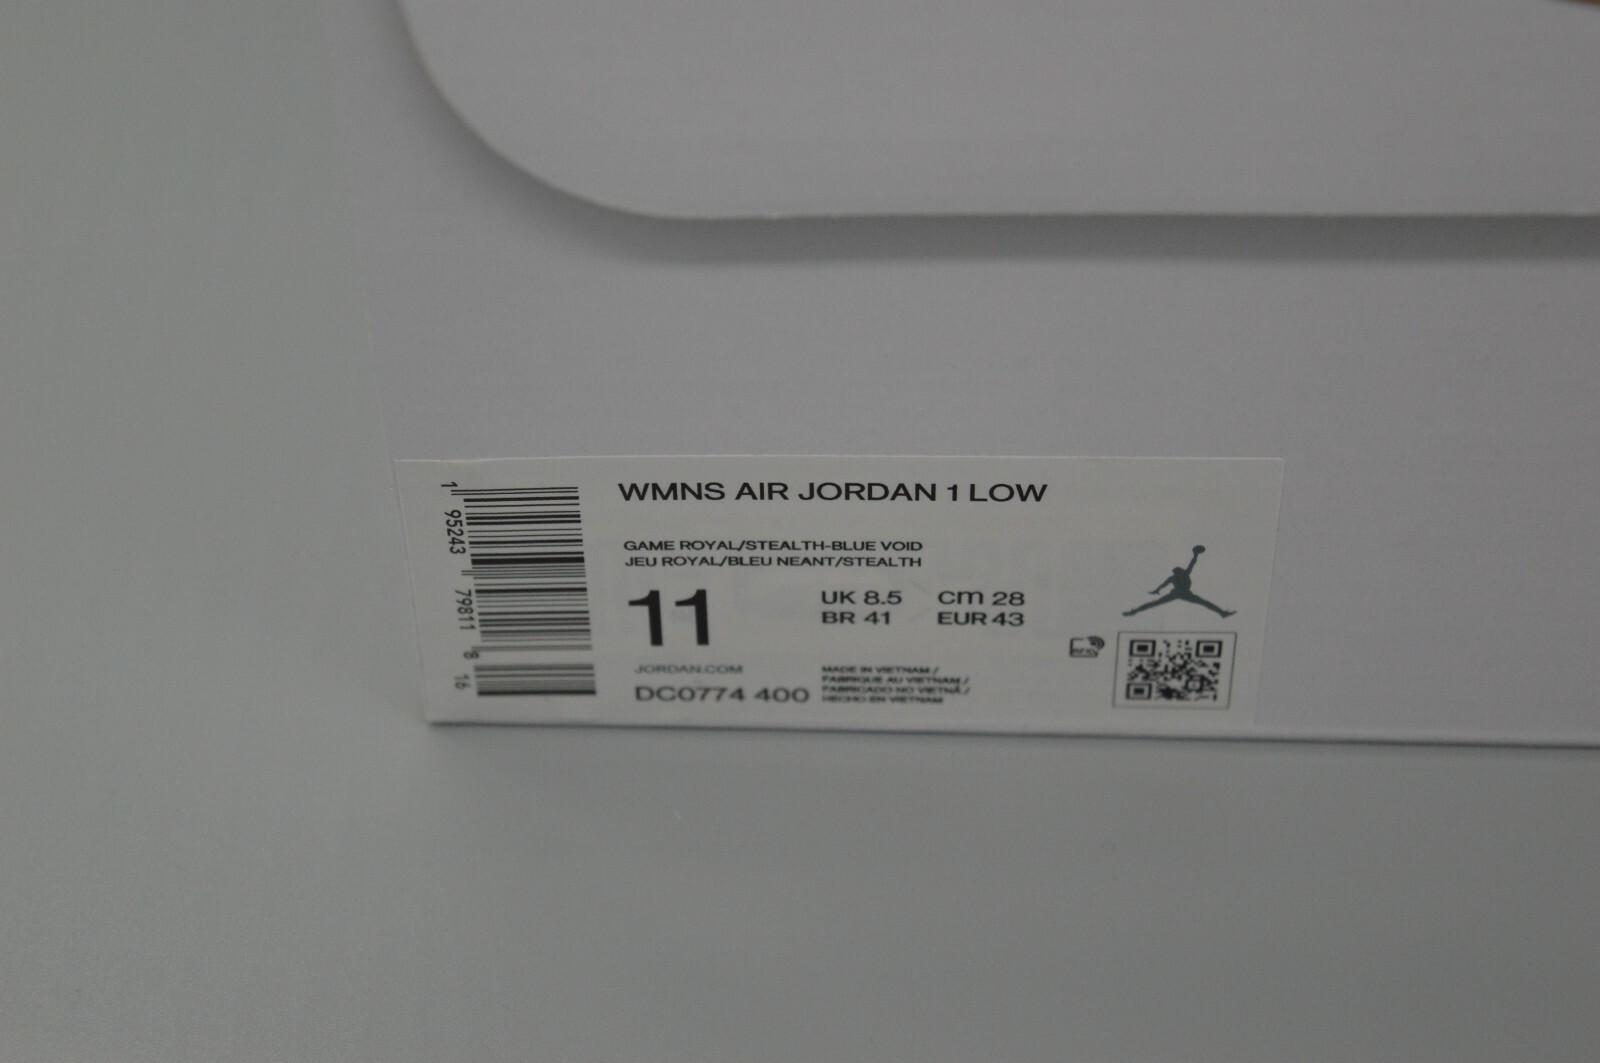 WMNS AIR JORDAN 1 LOW
GAME ROYAL/STEALTH-BLUE VOID
JEU ROYAL/BLEU NEANT/STEALTH
11
UK 8.5 cm 28
BR 41 EUR 43
JORDAN.COM
DC0774 400
MADE IN VIETNAM /
FABRIQUE AU VIETNAM /
FABRICADO NO VIETNÃ /
HECHO EN VIETNAM
1 95243 79811 8 16